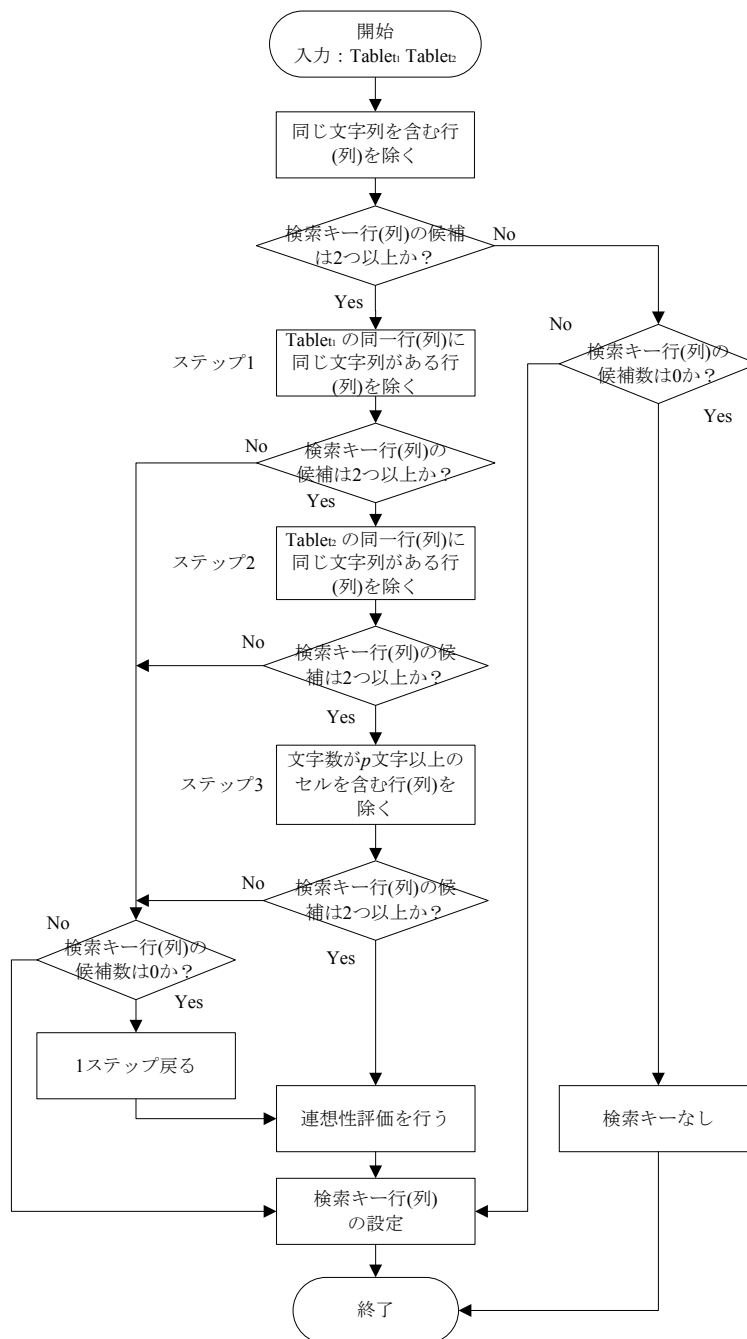 開始
入力：Tablet1 Tablet2
同じ文字列を含む行
(列)を除く
検索キー行(列)の候補
は2つ以上か？
No
Yes
ステップ1
Tablet1 の同一行(列)に
同じ文字列がある行
(列)を除く
No
検索キー行(列)の
候補数は0か？
Yes
No
検索キー行(列)の
候補は2つ以上か？
Yes
ステップ2
Tablet2 の同一行(列)に
同じ文字列がある行
(列)を除く
No
検索キー行(列)の候
補は2つ以上か？
Yes
ステップ3
文字数がp文字以上の
セルを含む行(列)を
除く
No
検索キー行(列)の候
補は2つ以上か？
Yes
No
検索キー行(列)の
候補数は0か？
Yes
1ステップ戻る
連想性評価を行う
検索キーなし
検索キー行(列)
の設定
終了